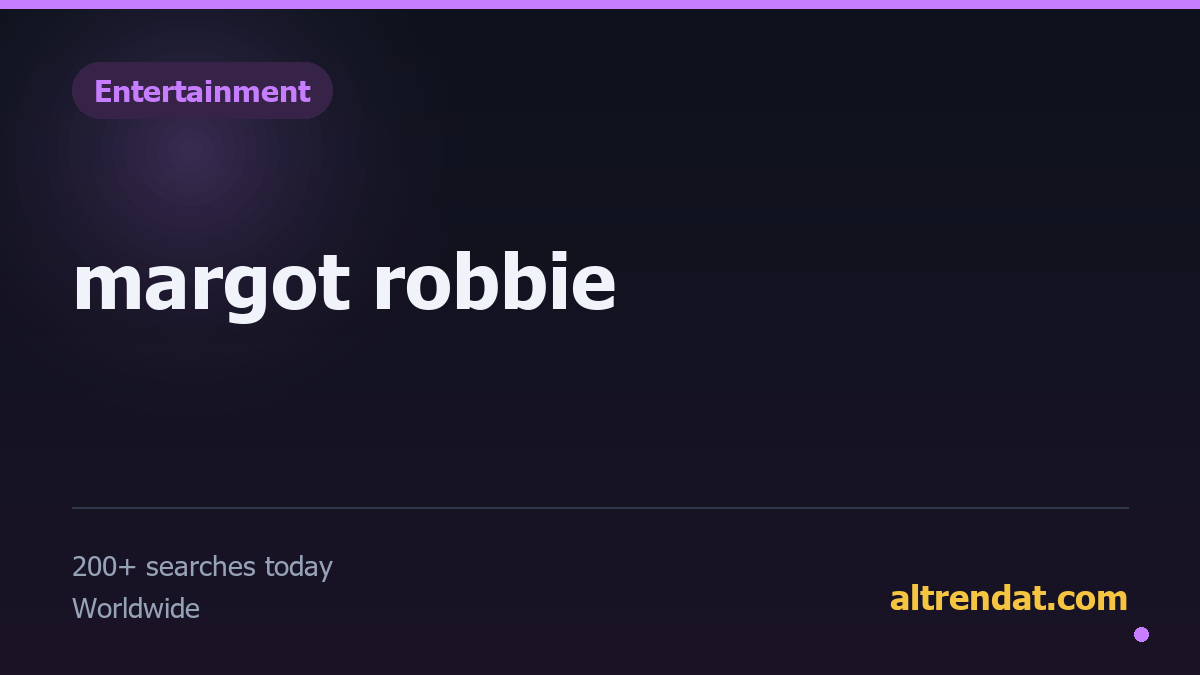 Entertainment
margot robbie
200+ searches today
Worldwide
altrendat.com